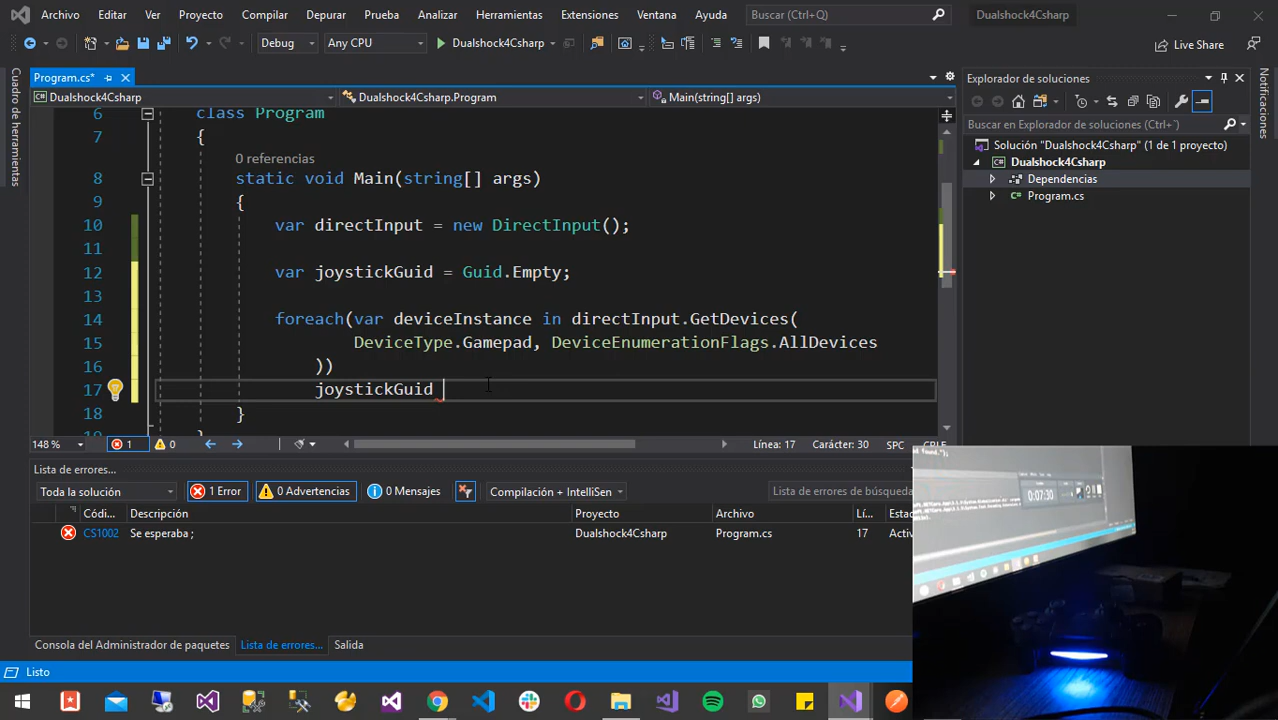 Archivo Editar Ver Proyecto Compilar Depurar Prueba Analizar Herramientas Extensiones Ventana Ayuda Buscar (Ctrl+Q) Dualshock4Csharp
Debug Any CPU Dualshock4Csharp Live Share
Cuadro de herramientas
Program.cs*
Dualshock4Csharp Dualshock4Csharp.Program Main(string[] args)
6 class Program
7 {
0 referencias
8 static void Main(string[] args)
9 {
10 var directInput = new DirectInput();
11
12 var joystickGuid = Guid.Empty;
13
14 foreach(var deviceInstance in directInput.GetDevices(
15 DeviceType.Gamepad, DeviceEnumerationFlags.AllDevices
16 ))
17 joystickGuid
18 }
148 % 1 0 Línea: 17 Carácter: 30 SPC CRLF
Explorador de soluciones
Buscar en Explorador de soluciones (Ctrl+¨)
Solución "Dualshock4Csharp" (1 de 1 proyecto)
Dualshock4Csharp
Dependencias
Program.cs
Notificaciones
Lista de errores...
Toda la solución 1 Error 0 Advertencias 0 Mensajes Compilación + IntelliSen Lista de errores de búsqueda
Códi... Descripción Proyecto Archivo Lí... Esta
CS1002 Se esperaba ; Dualshock4Csharp Program.cs 17 Activ
Consola del Administrador de paquetes Lista de errores... Salida
Listo
d found.");
0:07:30